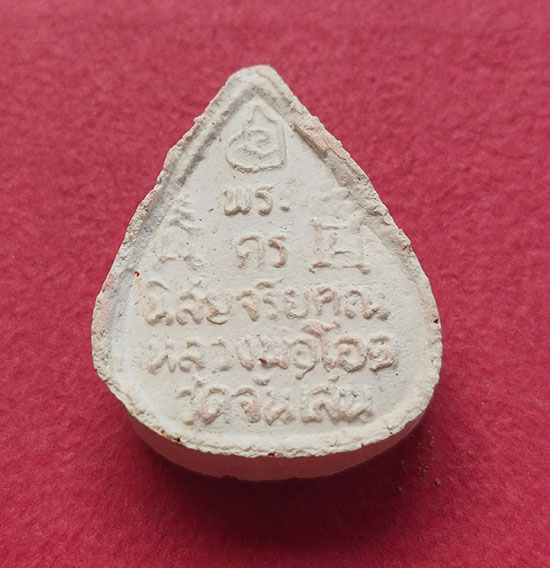 พระ
ครู
นิสัยจริยคุณ
หลวงพ่อโอด
วัดจันเสน